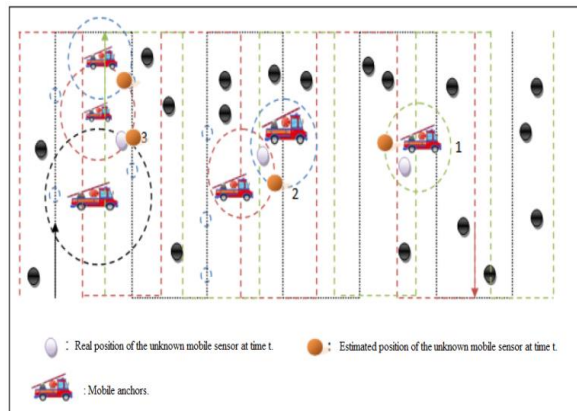 3
1
2
: Real position of the unknown mobile sensor at time t.
: Estimated position of the unknown mobile sensor at time t.
: Mobile anchors.